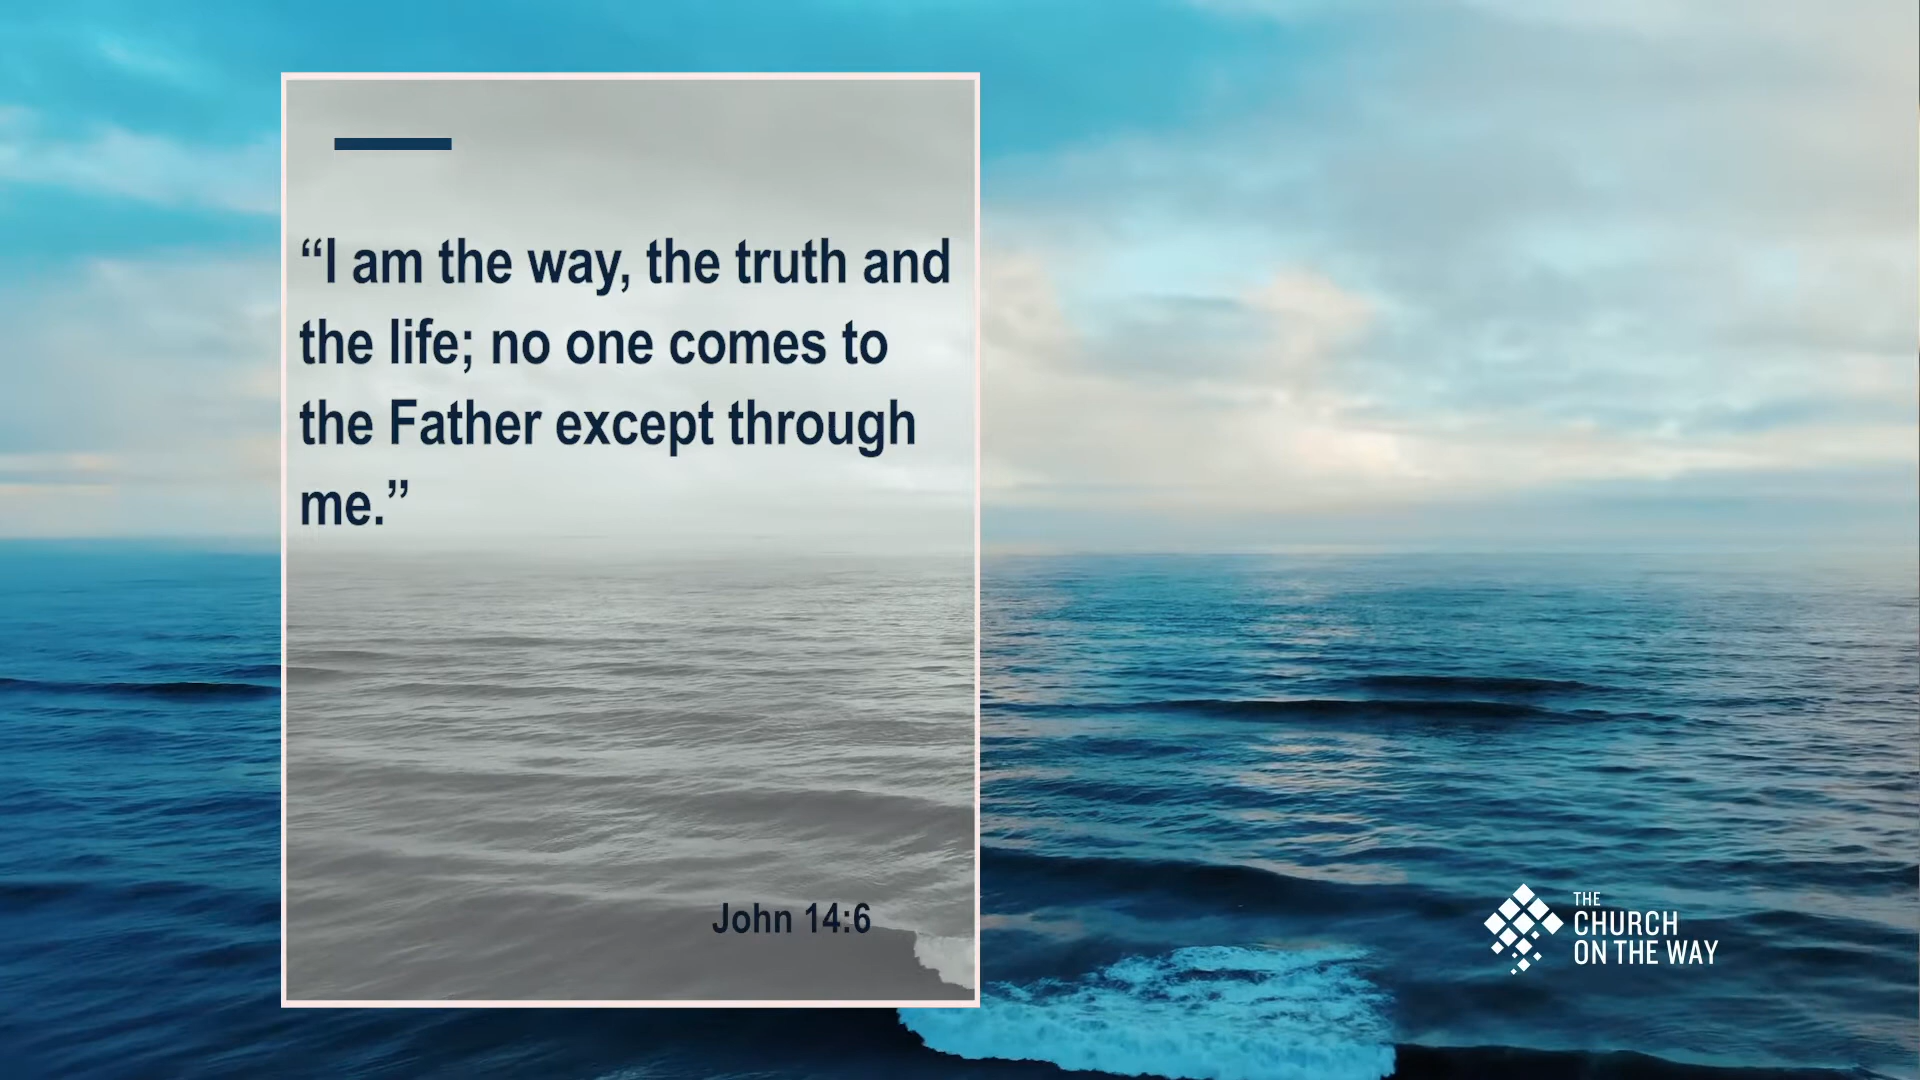 “I am the way, the truth and
the life; no one comes to
the Father except through
me.”
John 14:6
THE
CHURCH
ON THE WAY